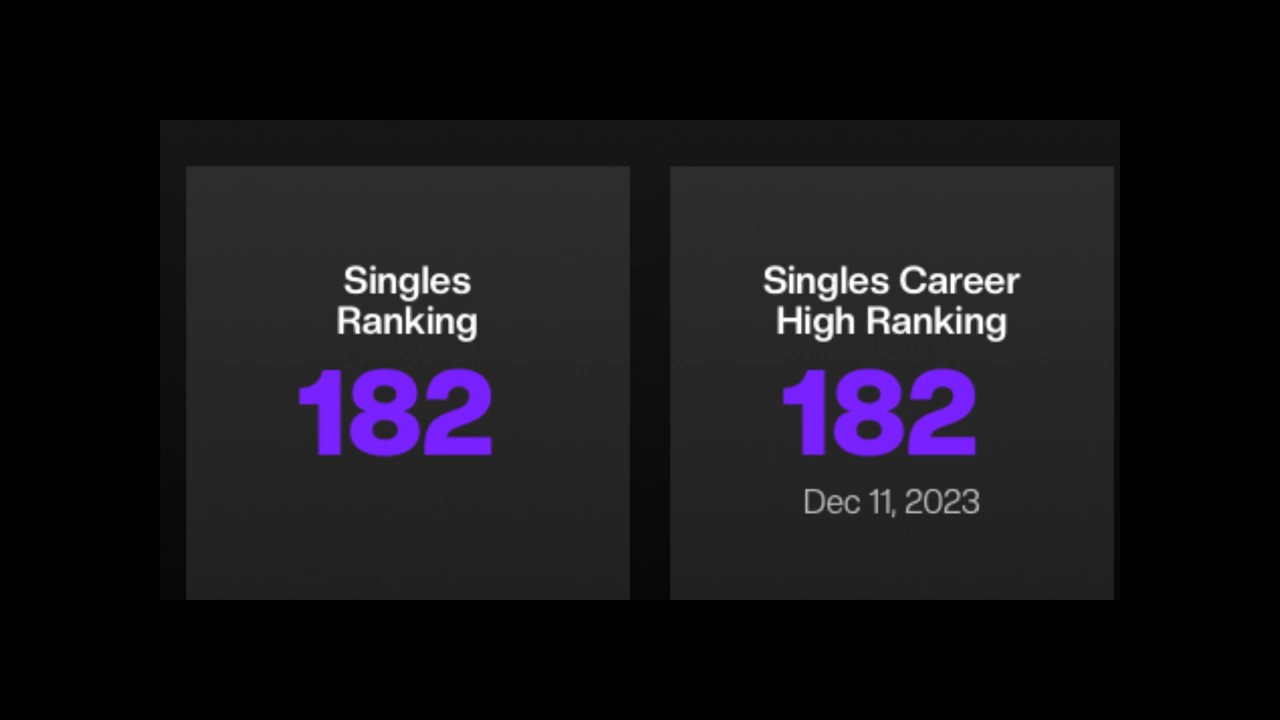 Singles
Ranking
182
Singles Career
High Ranking
182
Dec 11, 2023